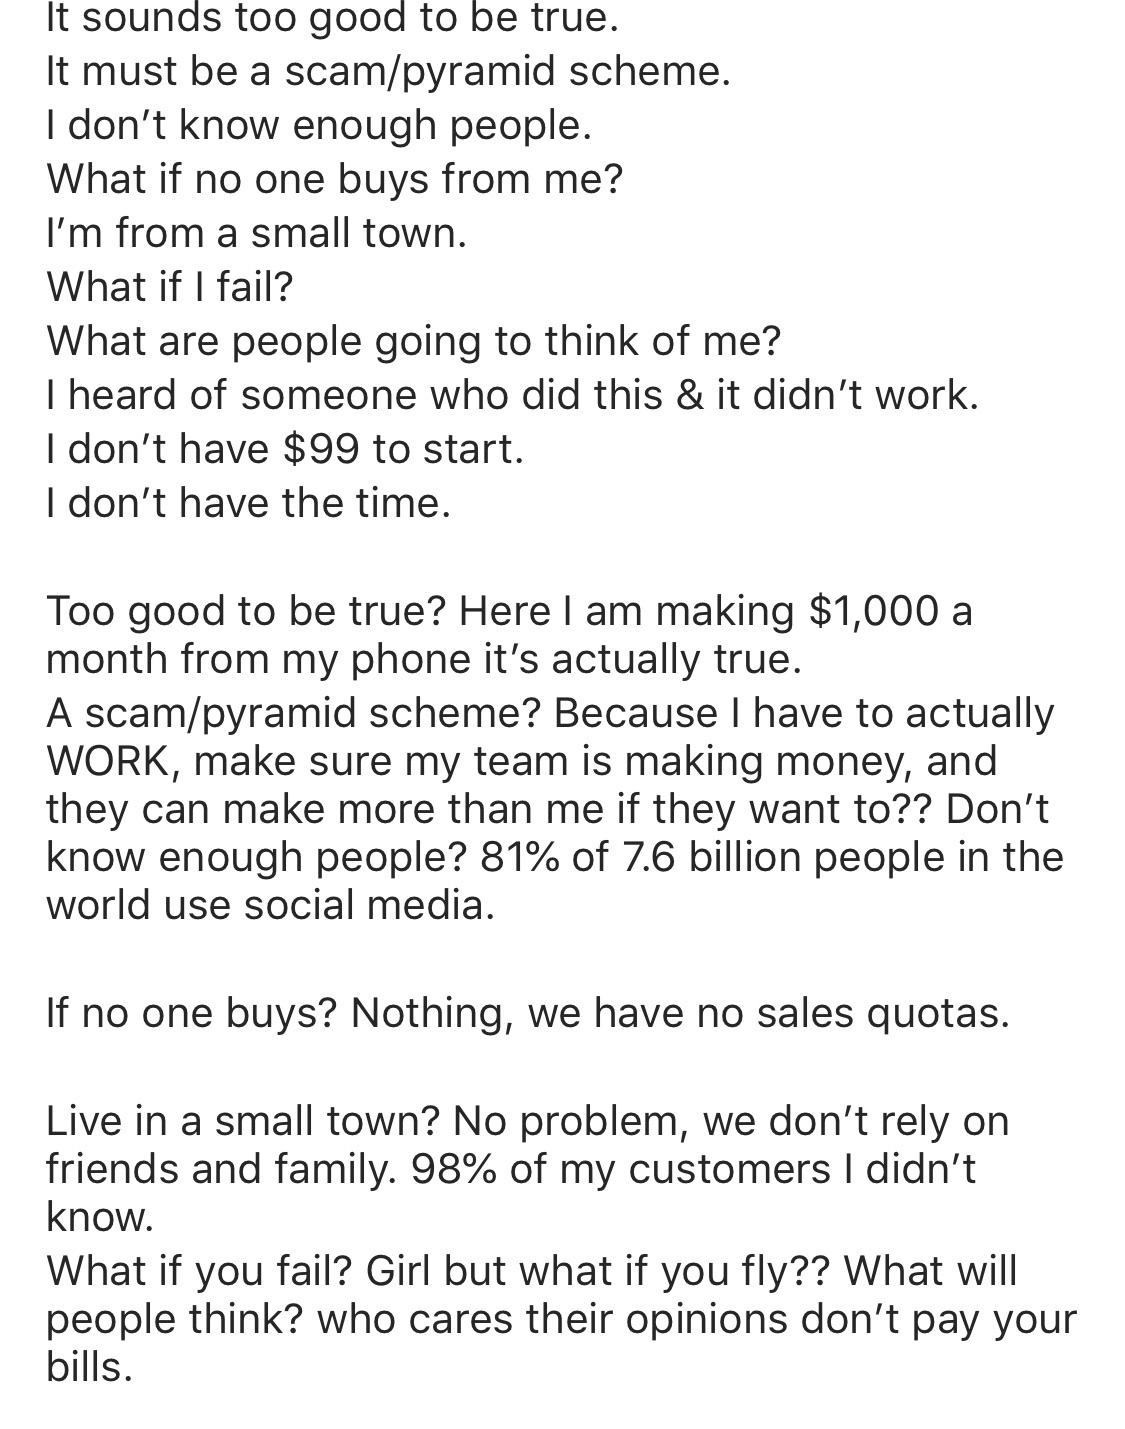 It sounds too good to be true.
It must be a scam/pyramid scheme.
I don’t know enough people.
What if no one buys from me?
I’m from a small town.
What if I fail?
What are people going to think of me?
I heard of someone who did this & it didn’t work.
I don’t have $99 to start.
I don’t have the time.
Too good to be true? Here I am making $1,000 a
month from my phone it’s actually true.
A scam/pyramid scheme? Because I have to actually
WORK, make sure my team is making money, and
they can make more than me if they want to?? Don’t
know enough people? 81% of 7.6 billion people in the
world use social media.
If no one buys? Nothing, we have no sales quotas.
Live in a small town? No problem, we don’t rely on
friends and family. 98% of my customers I didn’t
know.
What if you fail? Girl but what if you fly?? What will
people think? who cares their opinions don’t pay your
bills.